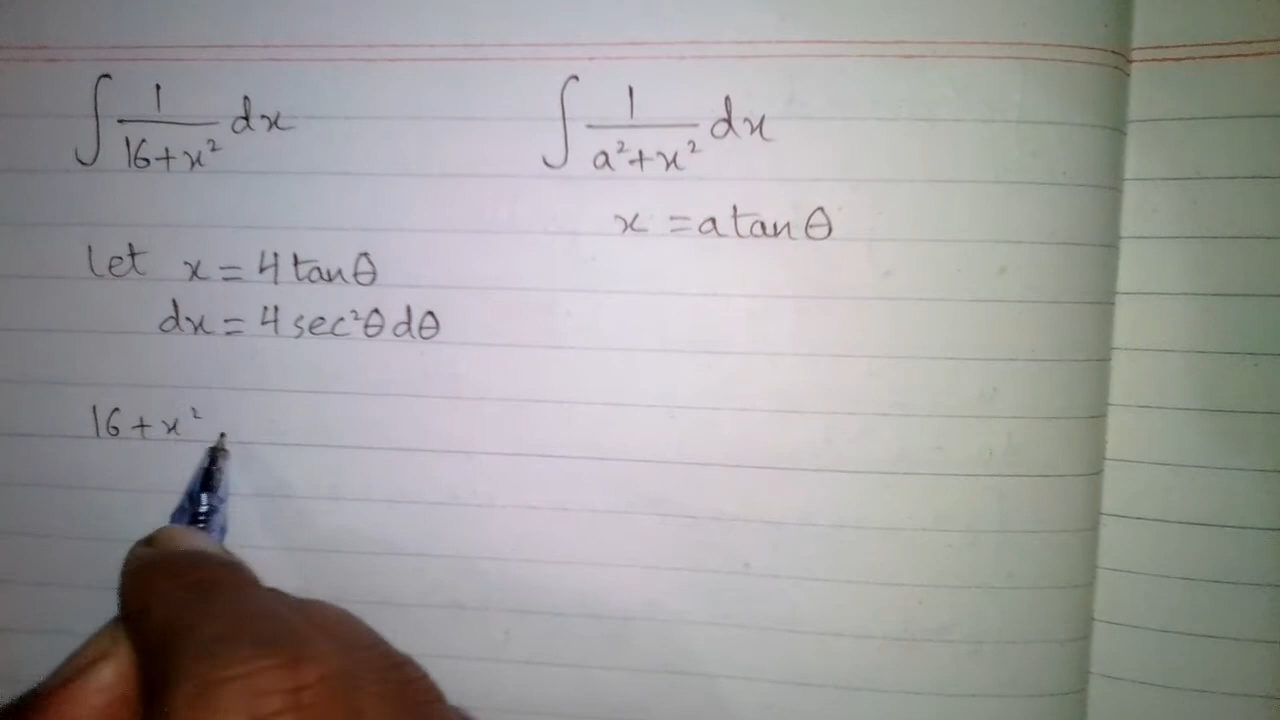 ∫ 1/(16+x²) dx
∫ 1/(a²+x²) dx
x = a tan θ
let x = 4 tan θ
dx = 4 sec²θ dθ
16 + x²